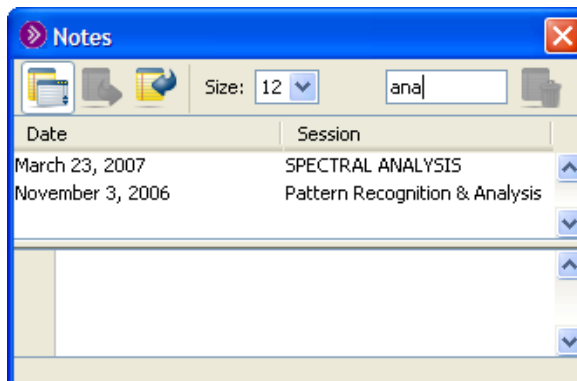 Notes
Size: 12 ana
Date Session
March 23, 2007 SPECTRAL ANALYSIS
November 3, 2006 Pattern Recognition & Analysis